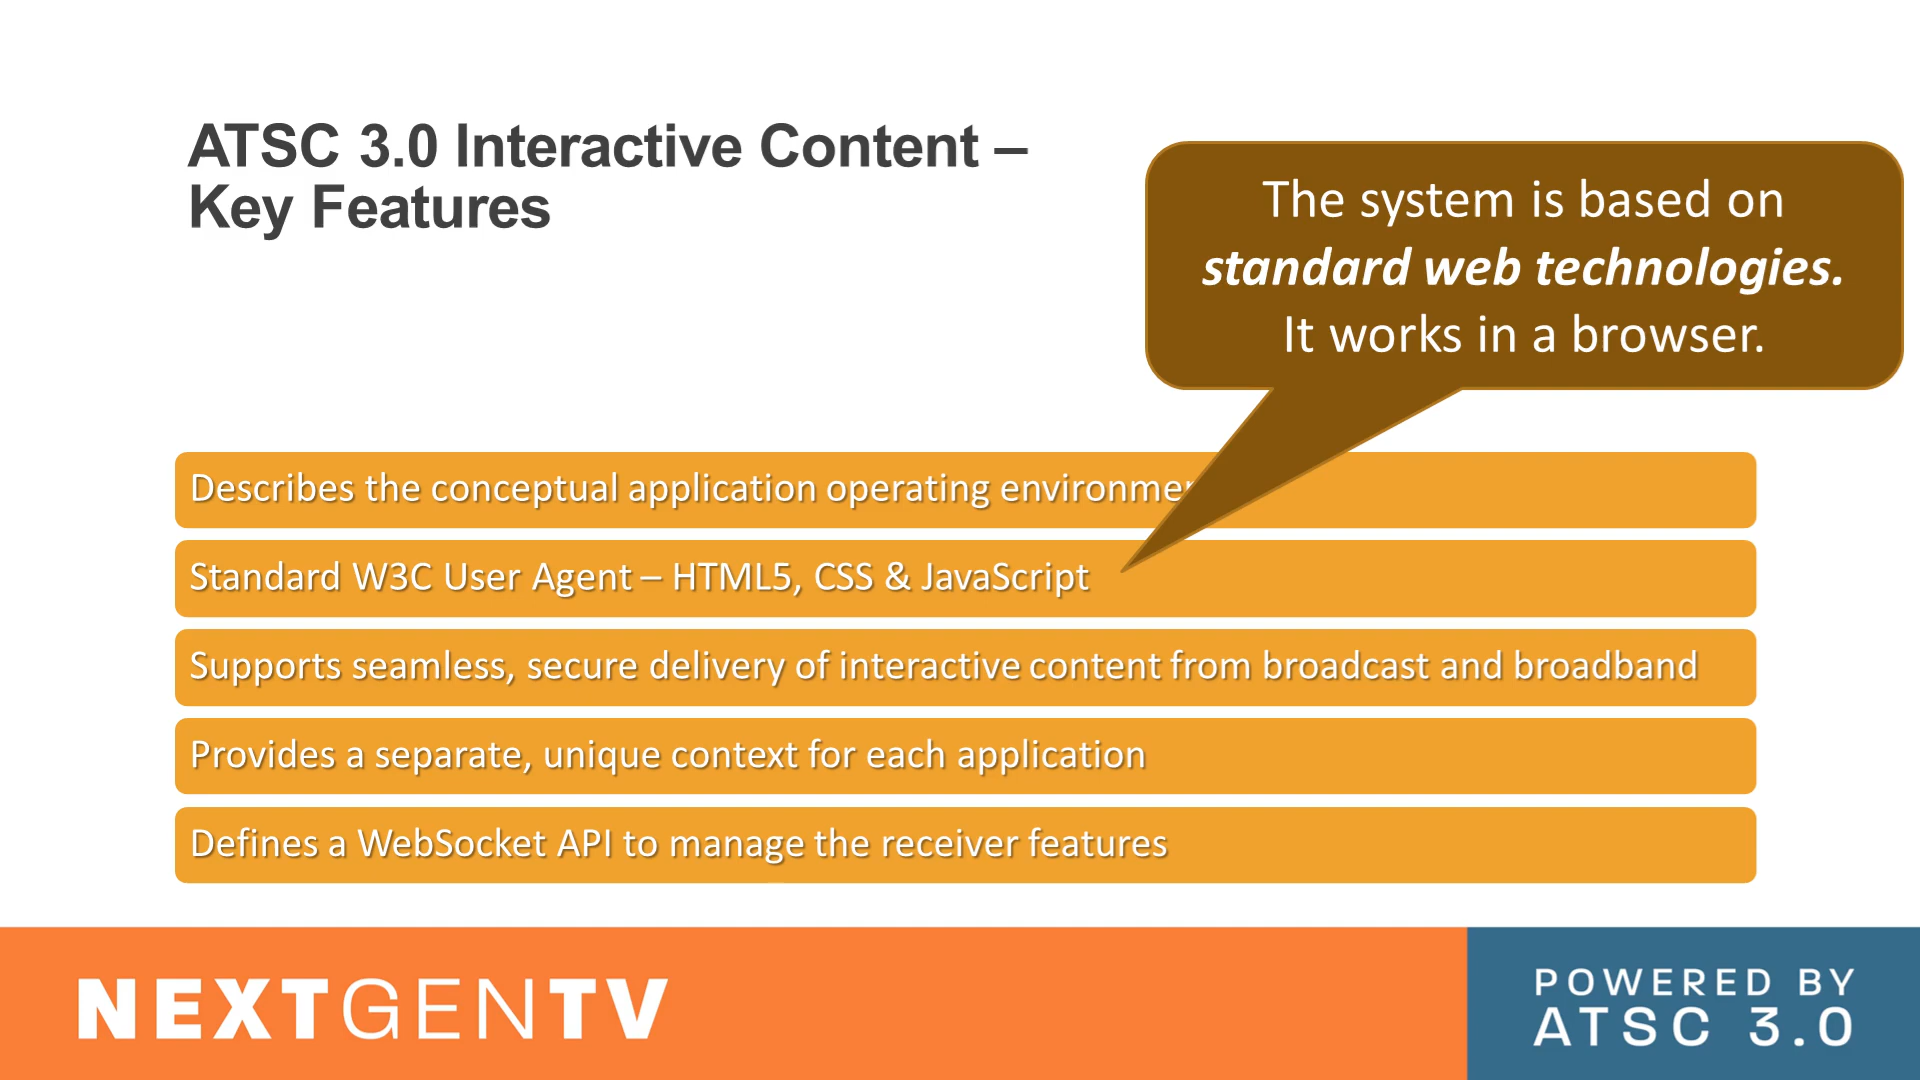 ATSC 3.0 Interactive Content –
Key Features
The system is based on
standard web technologies.
It works in a browser.
Describes the conceptual application operating
Standard W3C User Agent – HTML5, CSS & JavaScript
Supports seamless, secure delivery of interactive content from broadcast and broadband
Provides a separate, unique context for each application
Defines a WebSocket API to manage the receiver features
NEXTGENTV
POWERED BY
ATSC 3.0